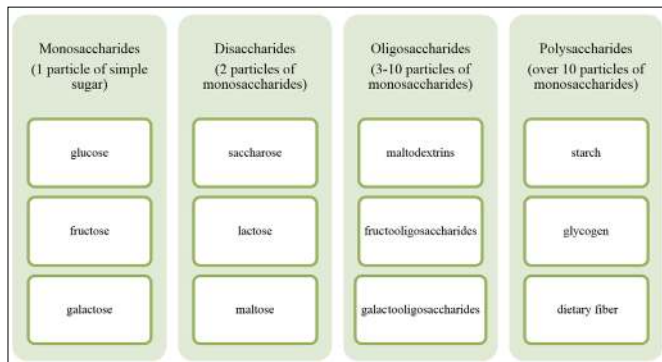 Monosaccharides
(1 particle of simple
sugar)
glucose
fructose
galactose
Disaccharides
(2 particles of
monosaccharides)
saccharose
lactose
maltose
Oligosaccharides
(3-10 particles of
monosaccharides)
maltodextrins
fructooligosaccharides
galactooligosaccharides
Polysaccharides
(over 10 particles of
monosaccharides)
starch
glycogen
dietary fiber